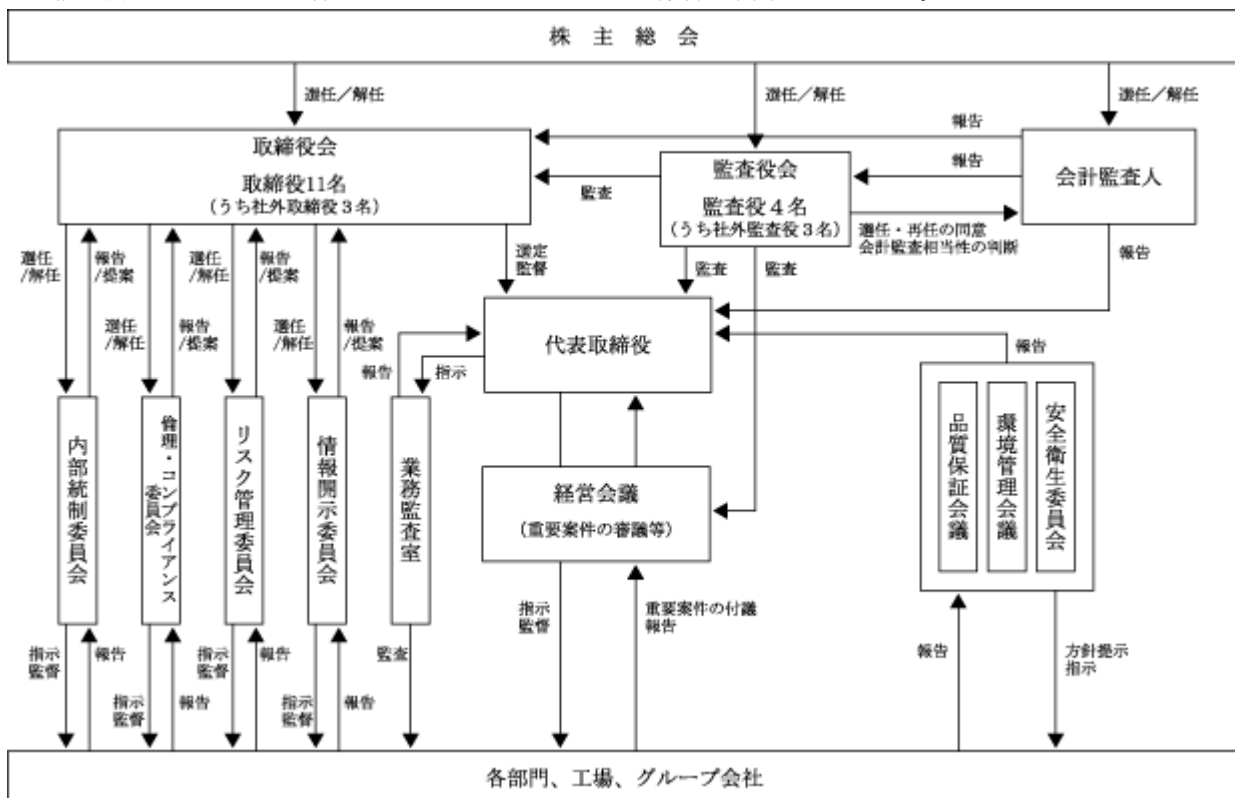 株主総会
選任／解任
選任／解任
選任／解任
取締役会
取締役11名
（うち社外取締役３名）
監査役会
監査役４名
（うち社外監査役３名）
会計監査人
報告
報告
監査
選任・再任の同意
会計監査相当性の判断
選任
/解任
報告
/提案
選任
/解任
報告
/提案
選任
/解任
報告
/提案
選任
/解任
報告
/提案
選定
監督
監査
監査
報告
代表取締役
報告
指示
報告
内部統制委員会
倫理・コンプライアンス
委員会
リスク管理委員会
情報開示委員会
業務監査室
経営会議
（重要案件の審議等）
品質保証会議
環境管理会議
安全衛生委員会
指示
監督
報告
指示
監督
報告
指示
監督
報告
指示
監督
報告
監査
指示
監督
重要案件の付議
報告
報告
方針提示
指示
各部門、工場、グループ会社